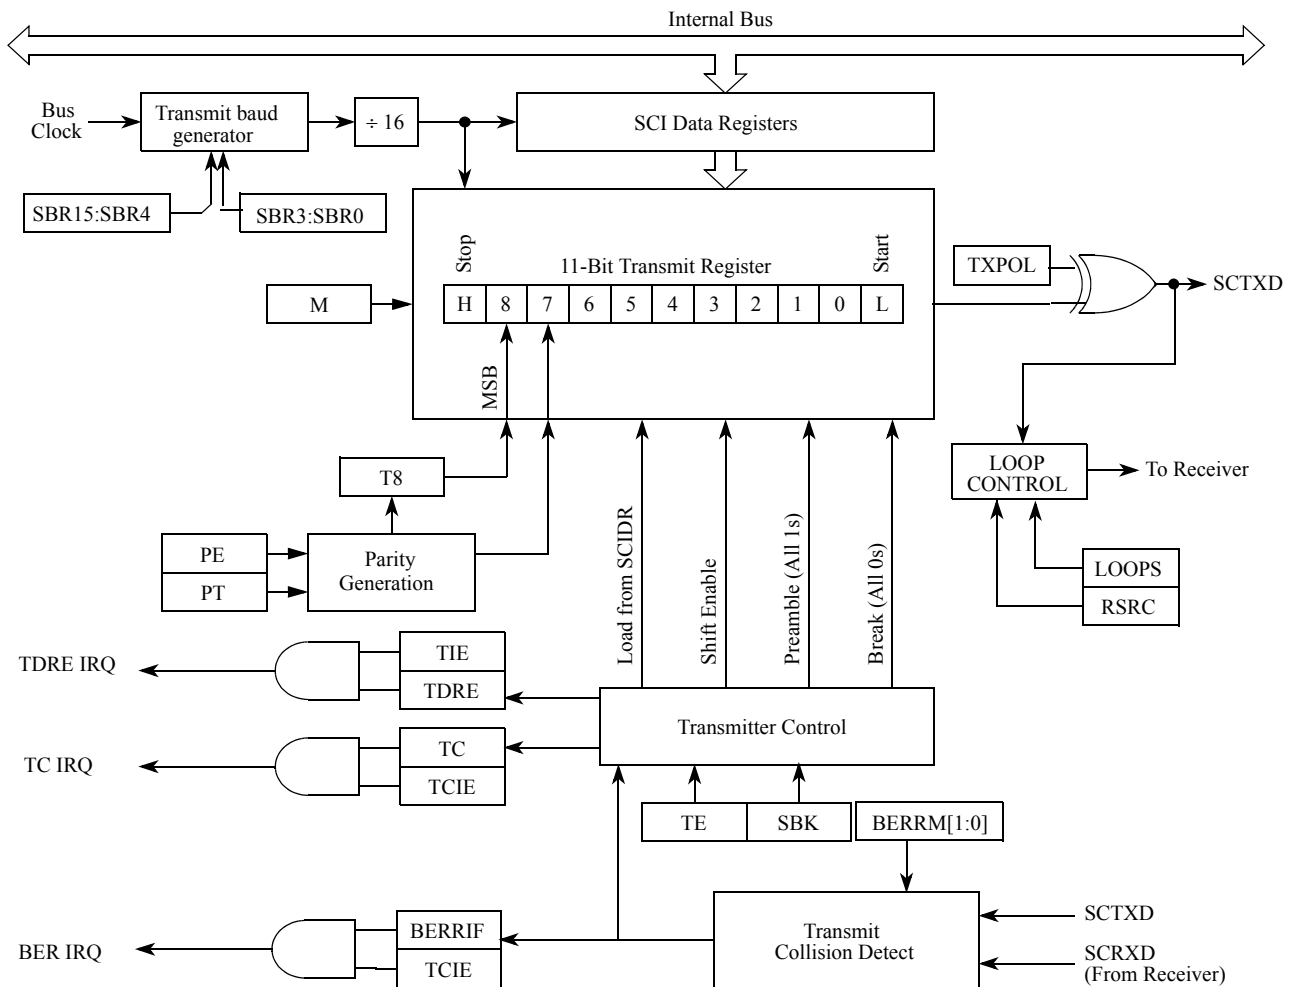 Internal Bus
Bus
Clock
Transmit baud
generator
÷ 16
SCI Data Registers
SBR15:SBR4
SBR3:SBR0
Stop
11-Bit Transmit Register
Start
H 8 7 6 5 4 3 2 1 0 L
M
MSB
TXPOL
SCTXD
T8
LOOP
CONTROL
To Receiver
PE
PT
Parity
Generation
Load from SCIDR
Shift Enable
Preamble (All 1s)
Break (All 0s)
LOOPS
RSRC
TDRE IRQ
TIE
TDRE
TC IRQ
TC
TCIE
Transmitter Control
TE
SBK
BERRM[1:0]
BER IRQ
BERRIF
TCIE
Transmit
Collision Detect
SCTXD
SCRXD
(From Receiver)